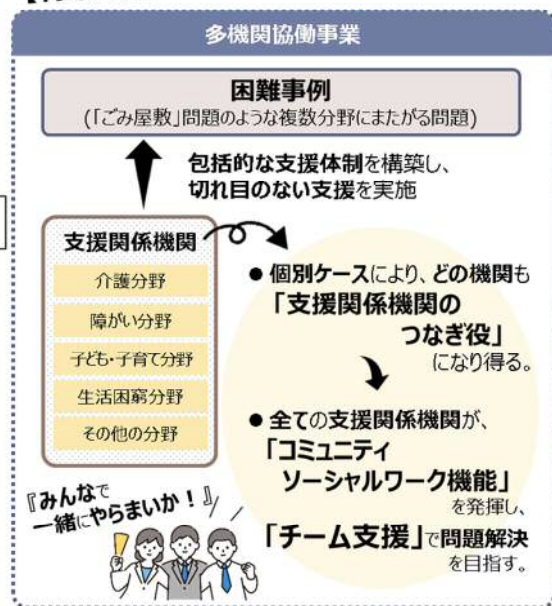 多機関協働事業
困難事例
(「ごみ屋敷」問題のような複数分野にまたがる問題)
包括的な支援体制を構築し、
切れ目のない支援を実施
支援関係機関
介護分野
障がい分野
子ども・子育て分野
生活困窮分野
その他の分野
● 個別ケースにより、どの機関も
「支援関係機関の
つなぎ役」
になり得る。
● 全ての支援関係機関が、
「コミュニティ
ソーシャルワーク機能」
を発揮し、
「チーム支援」で問題解決
を目指す。
『みんなで
一緒にやらまいか！』